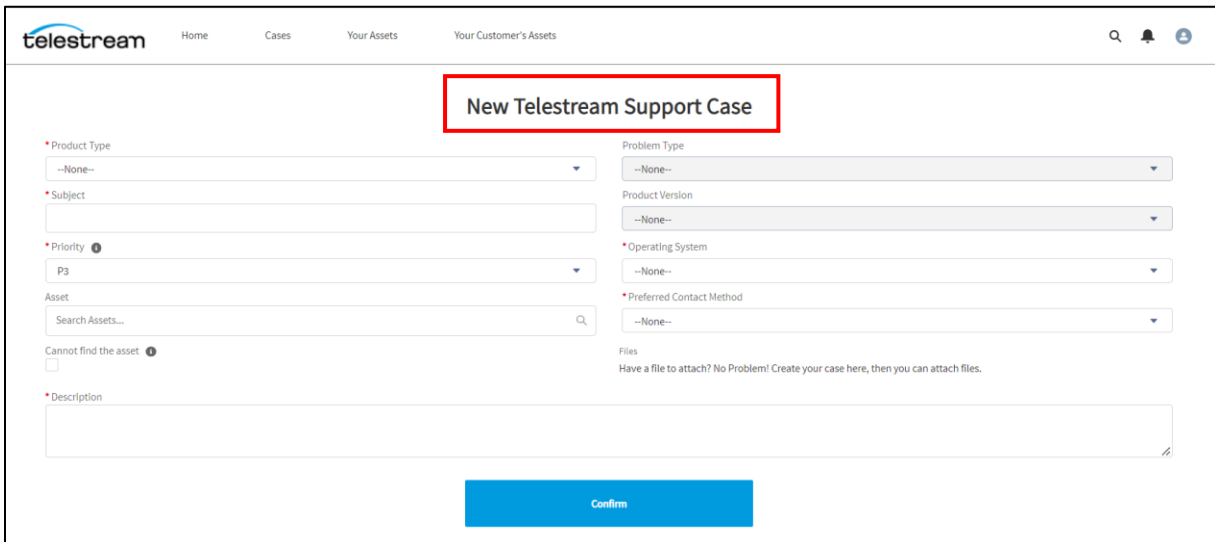 telestream Home Cases Your Assets Your Customer's Assets
New Telestream Support Case
* Product Type
--None--
Problem Type
--None--
* Subject
Product Version
--None--
* Priority
P3
* Operating System
--None--
Asset
Search Assets...
* Preferred Contact Method
--None--
Cannot find the asset
Files
Have a file to attach? No Problem! Create your case here, then you can attach files.
* Description
Confirm